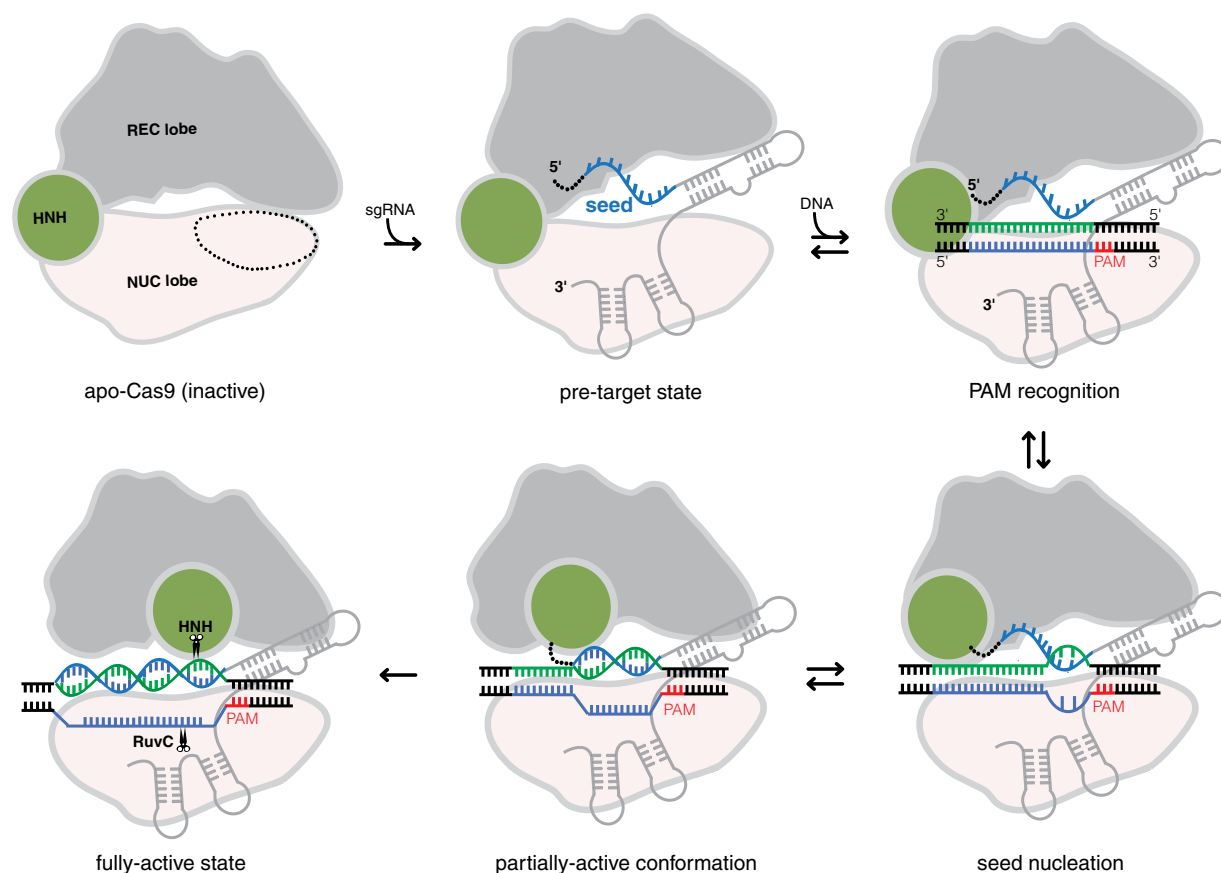 REC lobe
HNH
NUC lobe
apo-Cas9 (inactive)
sgRNA
5'
seed
3'
pre-target state
DNA
5'
3'
5'
5'
PAM
3'
3'
PAM recognition
HNH
PAM
RuvC
fully-active state
PAM
partially-active conformation
PAM
seed nucleation